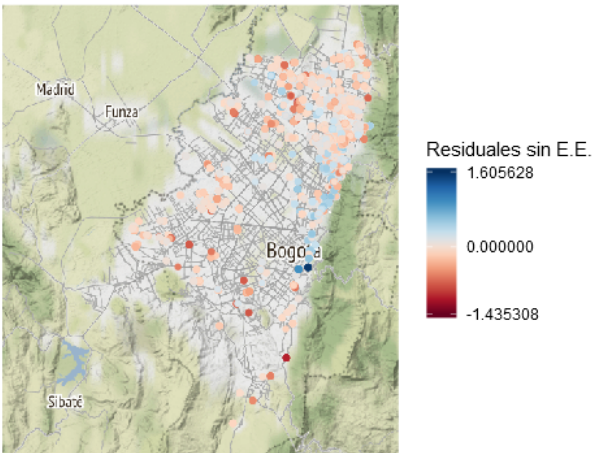 Madrid
Funza
Bogotá
Sibaté
Residuales sin E.E.
1.605628
0.000000
-1.435308